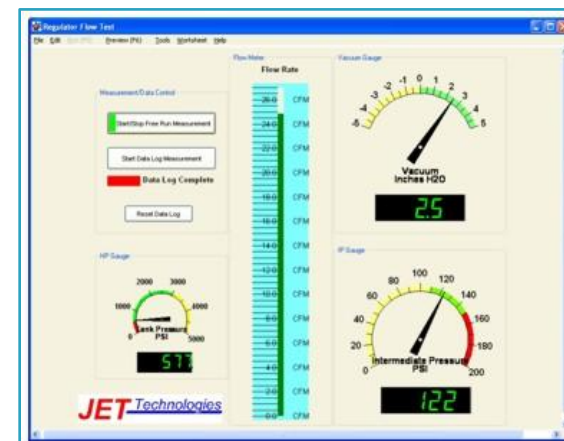 Regulator Flow Test
File Edit Run (F5) Preview (F6) Tools Worksheet Help
Measurement/Data Control
Start/Stop Free Run Measurement
Start Data Log Measurement
Data Log Complete
Reset Data Log
HP Gauge
0 1000 2000 3000 4000 5000
Tank Pressure
PSI
577
JET Technologies
Flow Meter
Flow Rate
26.0 CFM
24.0 CFM
22.0 CFM
20.0 CFM
18.0 CFM
16.0 CFM
14.0 CFM
12.0 CFM
10.0 CFM
8.0 CFM
6.0 CFM
4.0 CFM
2.0 CFM
0.0 CFM
Vacuum Gauge
-5 -4 -3 -2 -1 0 1 2 3 4 5
Vacuum
Inches H2O
2.5
IP Gauge
0 20 40 60 80 100 120 140 160 180 200
Intermediate Pressure
PSI
122